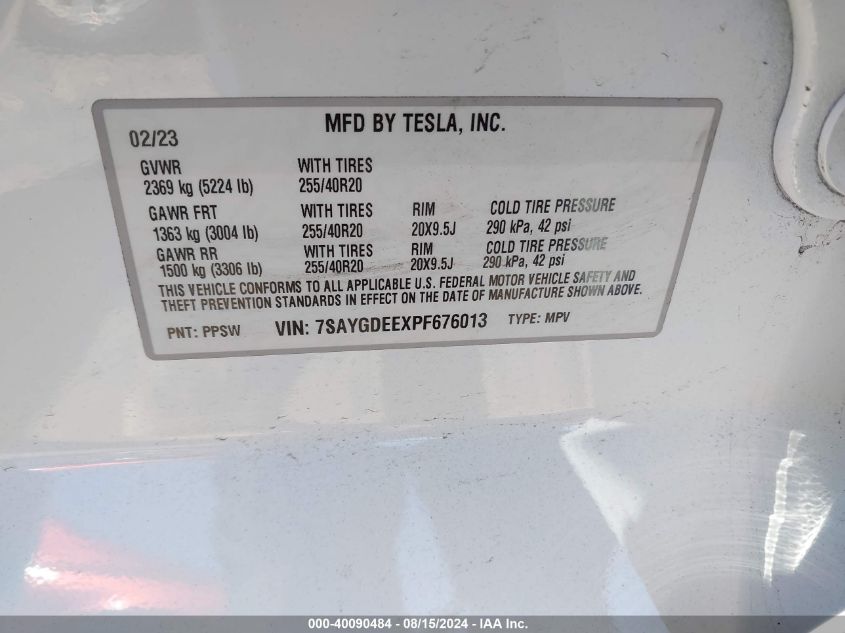 MFD BY TESLA, INC.
02/23
GVWR WITH TIRES
2369 kg (5224 lb) 255/40R20
GAWR FRT WITH TIRES RIM COLD TIRE PRESSURE
1363 kg (3004 lb) 255/40R20 20X9.5J 290 kPa, 42 psi
GAWR RR WITH TIRES RIM COLD TIRE PRESSURE
1500 kg (3306 lb) 255/40R20 20X9.5J 290 kPa, 42 psi
THIS VEHICLE CONFORMS TO ALL APPLICABLE U.S. FEDERAL MOTOR VEHICLE SAFETY AND
THEFT PREVENTION STANDARDS IN EFFECT ON THE DATE OF MANUFACTURE SHOWN ABOVE.
PNT: PPSW VIN: 7SAYGDEEXPF676013 TYPE: MPV
000-40090484 - 08/15/2024 - IAA Inc.